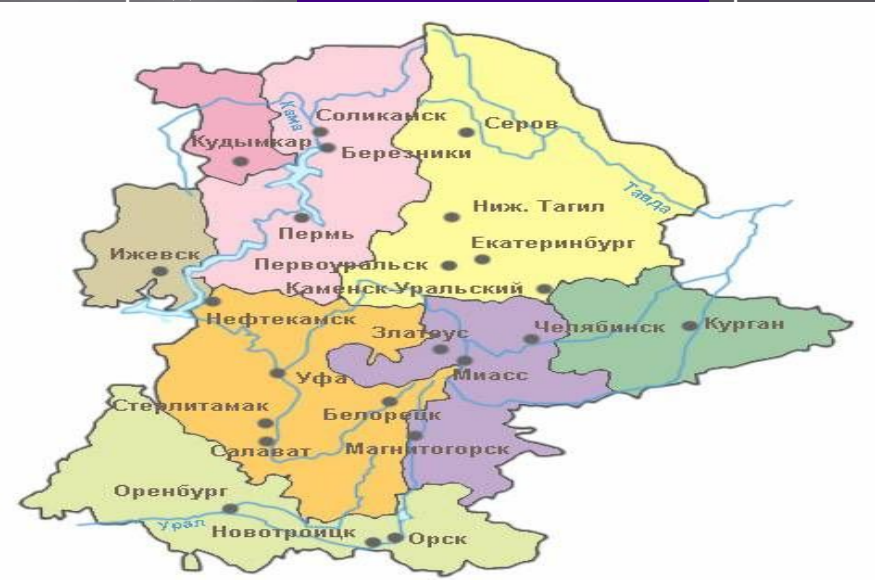 Соликамск
Кама
Серов
Кудымкар
Березники
Тавда
Ниж. Тагил
Пермь
Екатеринбург
Ижевск
Первоуральск
Каменск-Уральский
Нефтекамск
Златоус
Челябинск
Курган
Уфа
Миасс
Стерлитамак
Белорецк
Салават
Магнитогорск
Оренбург
Урал
Новотроицк
Орск